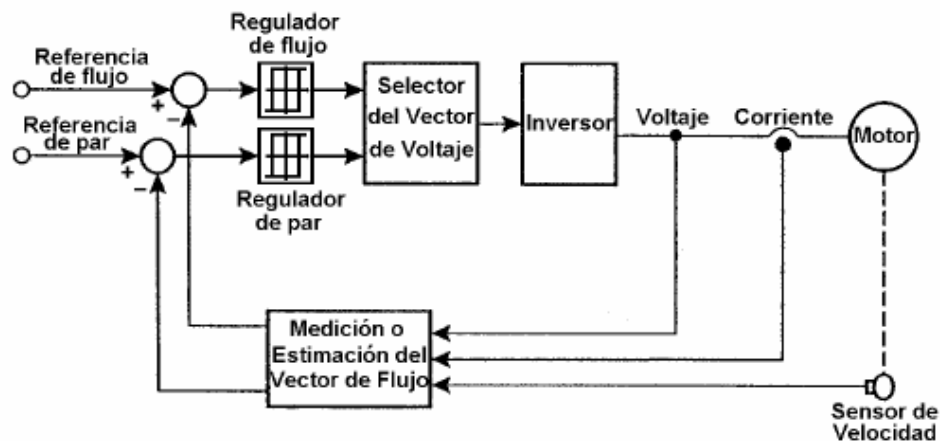 Referencia
de flujo
+
−
Regulador
de flujo
Selector
del Vector
de Voltaje
Inversor
Voltaje
Corriente
Motor
Referencia
de par
+
−
Regulador
de par
Medición o
Estimación del
Vector de Flujo
Sensor de
Velocidad